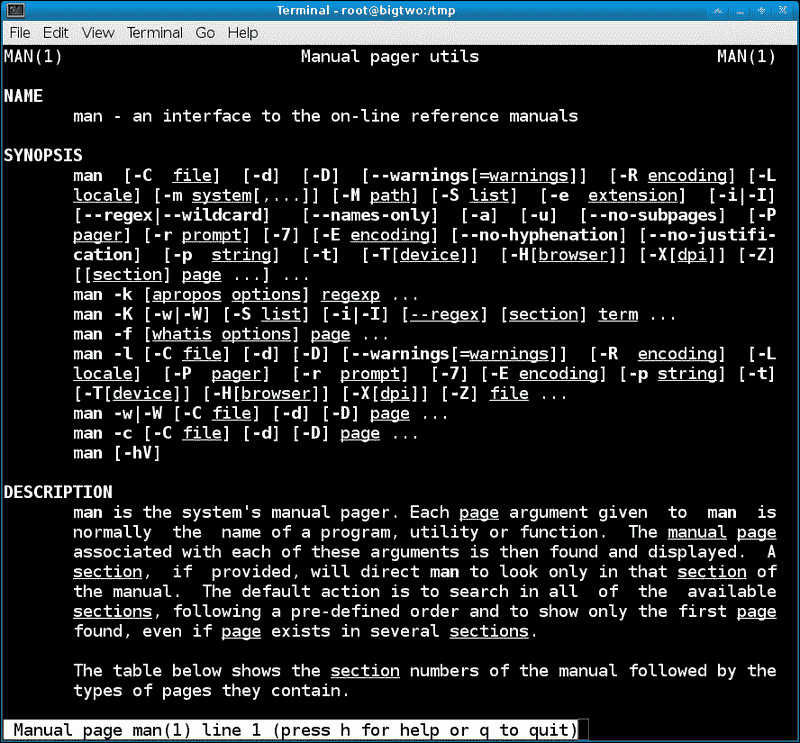 Terminal - root@bigtwo:/tmp
File Edit View Terminal Go Help
MAN(1) Manual pager utils MAN(1)
NAME
man - an interface to the on-line reference manuals
SYNOPSIS
man [-C file] [-d] [-D] [--warnings[=warnings]] [-R encoding] [-L
locale] [-m system[,...]] [-M path] [-S list] [-e extension] [-i|-I]
[--regex|--wildcard] [--names-only] [-a] [-u] [--no-subpages] [-P
pager] [-r prompt] [-7] [-E encoding] [--no-hyphenation] [--no-justifi-
cation] [-p string] [-t] [-T[device]] [-H[browser]] [-X[dpi]] [-Z]
[[section] page ...] ...
man -k [apropos options] regexp ...
man -K [-w|-W] [-S list] [-i|-I] [--regex] [section] term ...
man -f [whatis options] page ...
man -l [-C file] [-d] [-D] [--warnings[=warnings]] [-R encoding] [-L
locale] [-P pager] [-r prompt] [-7] [-E encoding] [-p string] [-t]
[-T[device]] [-H[browser]] [-X[dpi]] [-Z] file ...
man -w|-W [-C file] [-d] [-D] page ...
man -c [-C file] [-d] [-D] page ...
man [-hV]
DESCRIPTION
man is the system's manual pager. Each page argument given to man is
normally the name of a program, utility or function. The manual page
associated with each of these arguments is then found and displayed. A
section, if provided, will direct man to look only in that section of
the manual. The default action is to search in all of the available
sections, following a pre-defined order and to show only the first page
found, even if page exists in several sections.
The table below shows the section numbers of the manual followed by the
types of pages they contain.
Manual page man(1) line 1 (press h for help or q to quit)